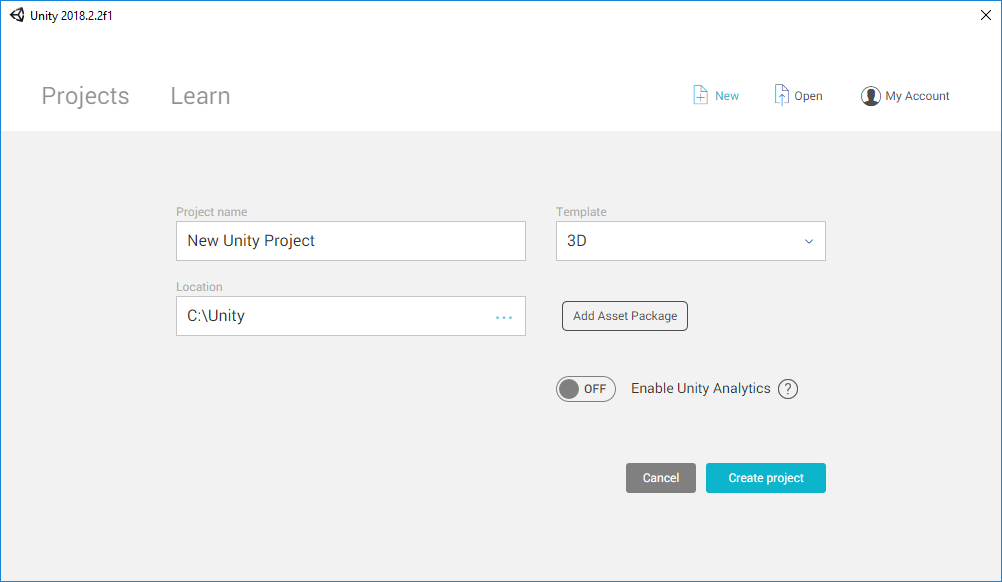 Unity 2018.2.2f1
Projects Learn New Open My Account
Project name Template
New Unity Project 3D
Location
C:\Unity ... Add Asset Package
OFF Enable Unity Analytics ?
Cancel Create project